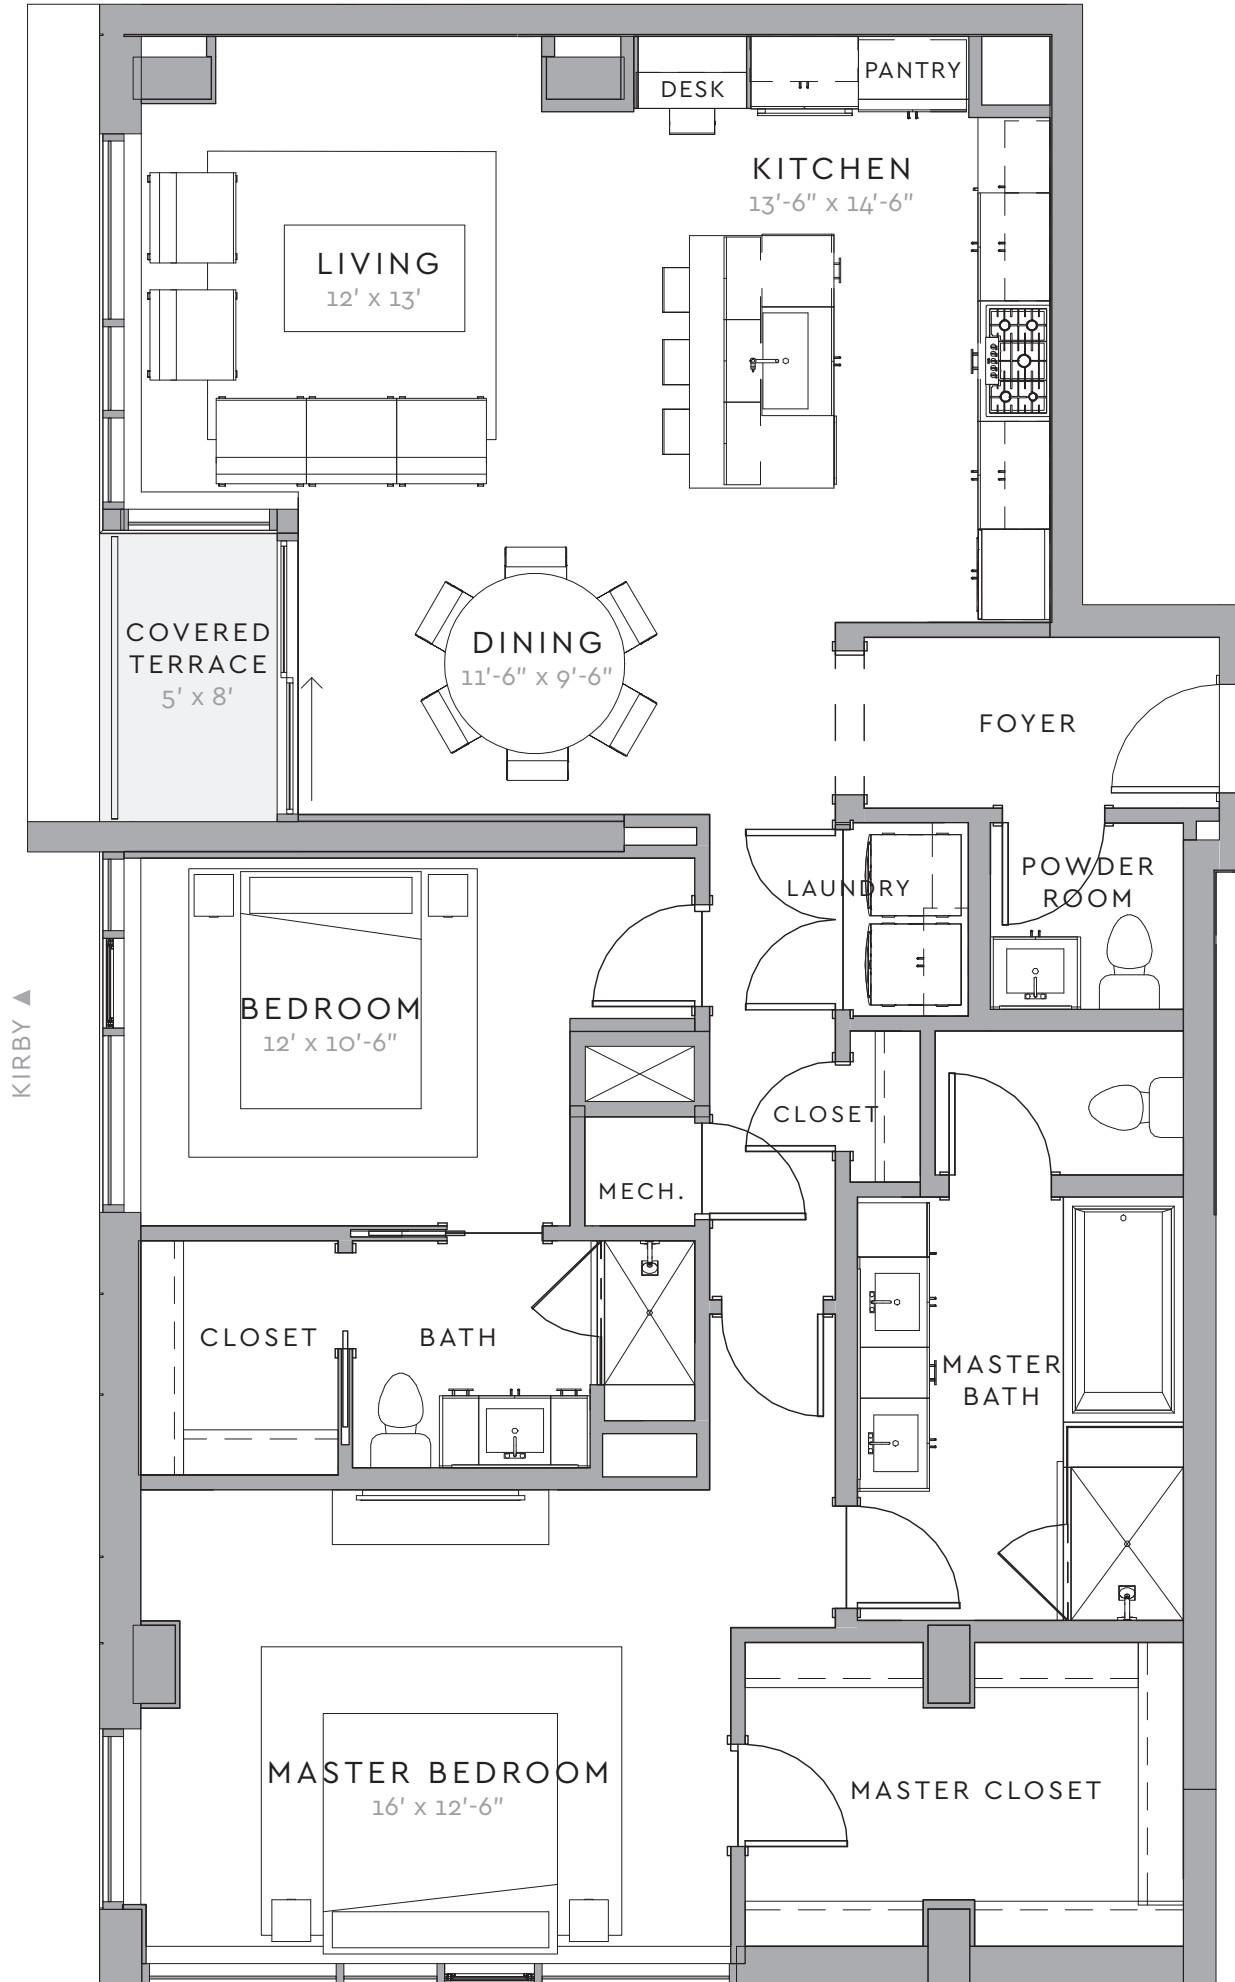 PANTRY
DESK
KITCHEN
13'-6" x 14'-6"
LIVING
12' x 13'
COVERED
TERRACE
5' x 8'
DINING
11'-6" x 9'-6"
FOYER
LAUNDRY
POWDER
ROOM
BEDROOM
12' x 10'-6"
KIRBY ▲
CLOSET
MECH.
CLOSET
BATH
MASTER
BATH
MASTER BEDROOM
16' x 12'-6"
MASTER CLOSET